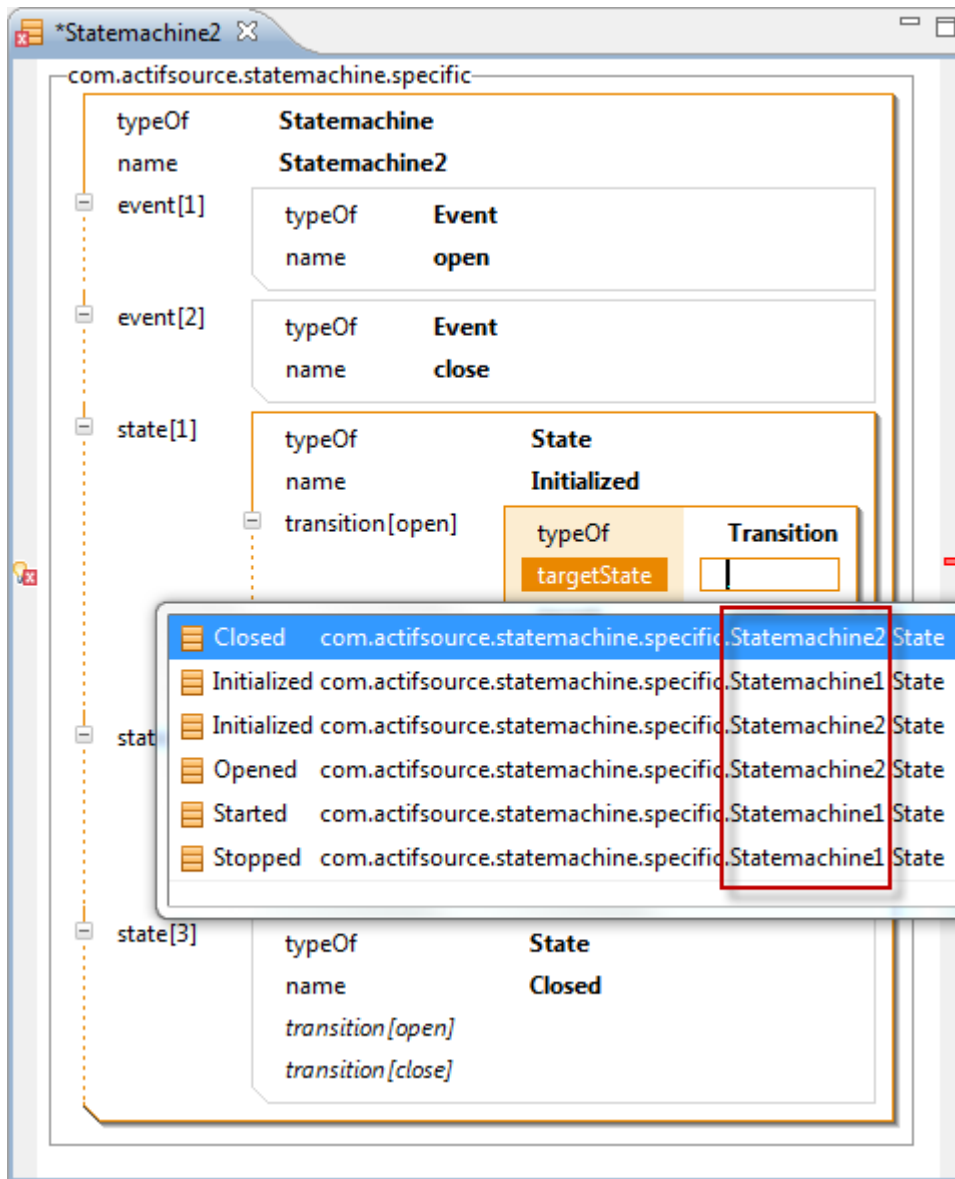 *Statemachine2
com.actifsource.statemachine.specific
typeOf Statemachine
name Statemachine2
event[1]
typeOf Event
name open
event[2]
typeOf Event
name close
state[1]
typeOf State
name Initialized
transition[open]
typeOf Transition
targetState
Closed com.actifsource.statemachine.specific.Statemachine2 State
Initialized com.actifsource.statemachine.specific.Statemachine1 State
Initialized com.actifsource.statemachine.specific.Statemachine2 State
stat
Opened com.actifsource.statemachine.specific.Statemachine2 State
Started com.actifsource.statemachine.specific.Statemachine1 State
Stopped com.actifsource.statemachine.specific.Statemachine1 State
state[3]
typeOf State
name Closed
transition[open]
transition[close]